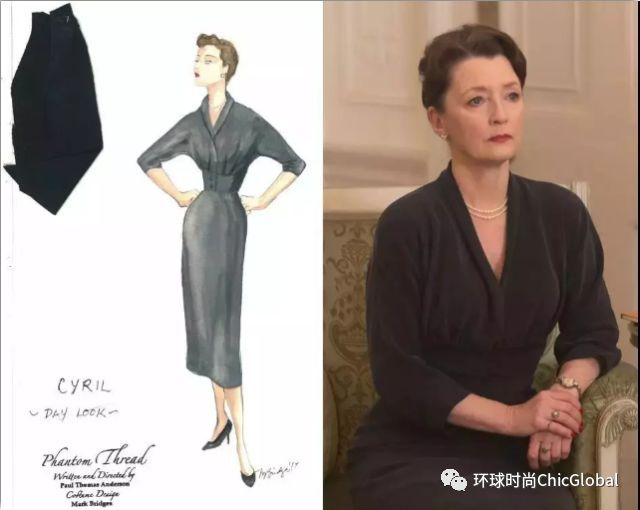 CYRIL
~ DAY LOOK ~
Phantom Thread
Written and Directed by
Paul Thomas Anderson
Costume Design
Mark Bridges
环球时尚ChicGlobal